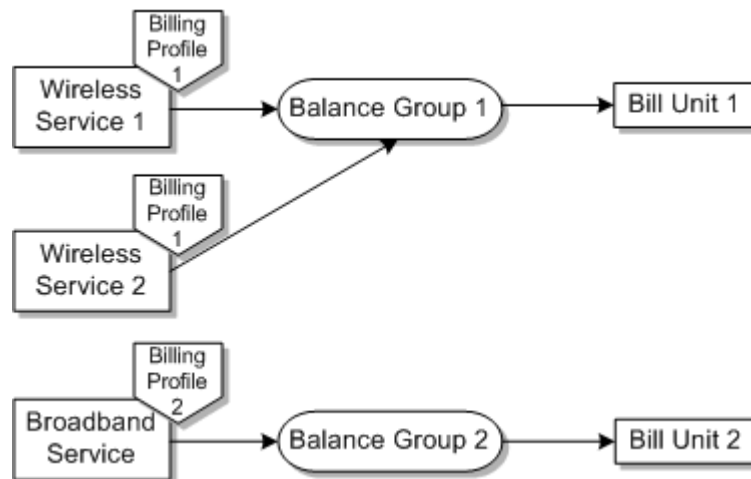 Billing
Profile
1
Wireless
Service 1
Balance Group 1
Bill Unit 1
Billing
Profile
1
Wireless
Service 2
Billing
Profile
2
Broadband
Service
Balance Group 2
Bill Unit 2